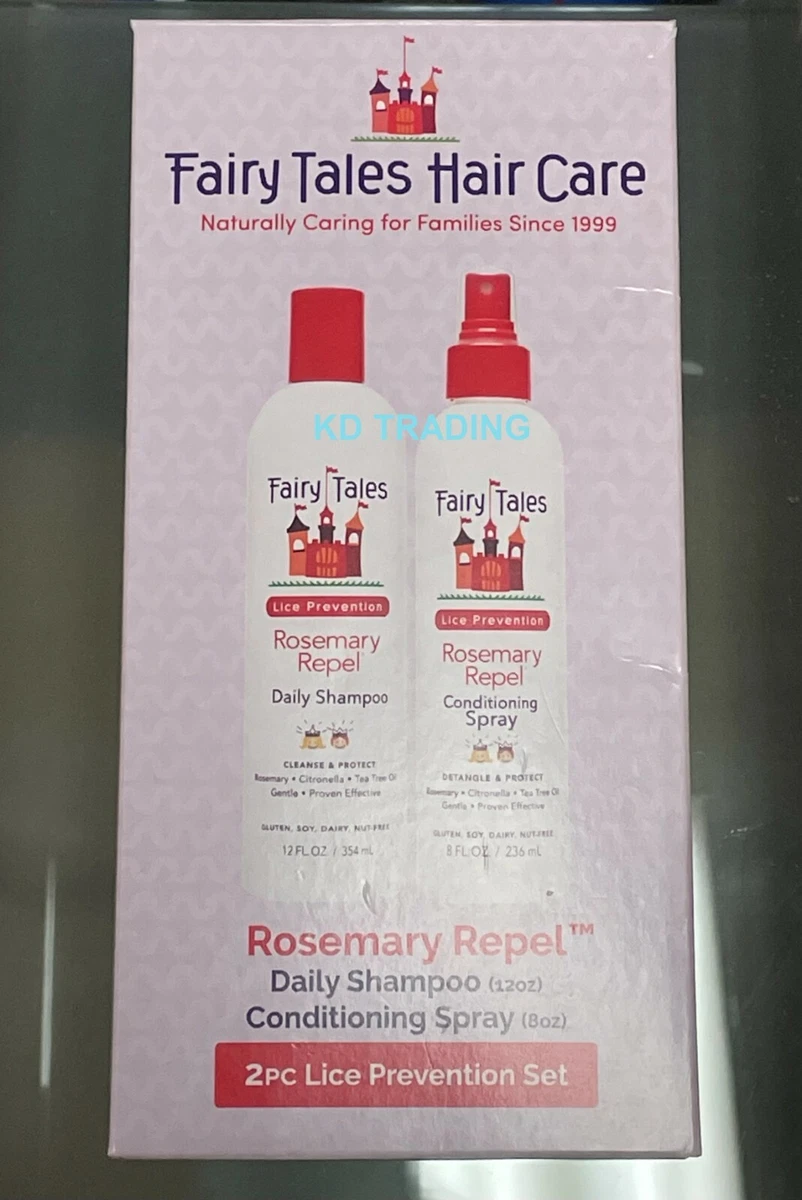 Fairy Tales Hair Care
Naturally Caring for Families Since 1999
KD TRADING
Fairy Tales
Lice Prevention
Rosemary
Repel
Daily Shampoo
CLEANSE & PROTECT
Rosemary • Citronella • Tea Tree Oil
Gentle • Proven Effective
GLUTEN, SOY, DAIRY, NUT-FREE
12 FL.OZ. / 354 mL
Fairy Tales
Lice Prevention
Rosemary
Repel
Conditioning
Spray
DETANGLE & PROTECT
Rosemary • Citronella • Tea Tree Oil
Gentle • Proven Effective
GLUTEN, SOY, DAIRY, NUT-FREE
8 FL.OZ. / 236 mL
Rosemary Repel™
Daily Shampoo (12oz)
Conditioning Spray (8oz)
2PC Lice Prevention Set